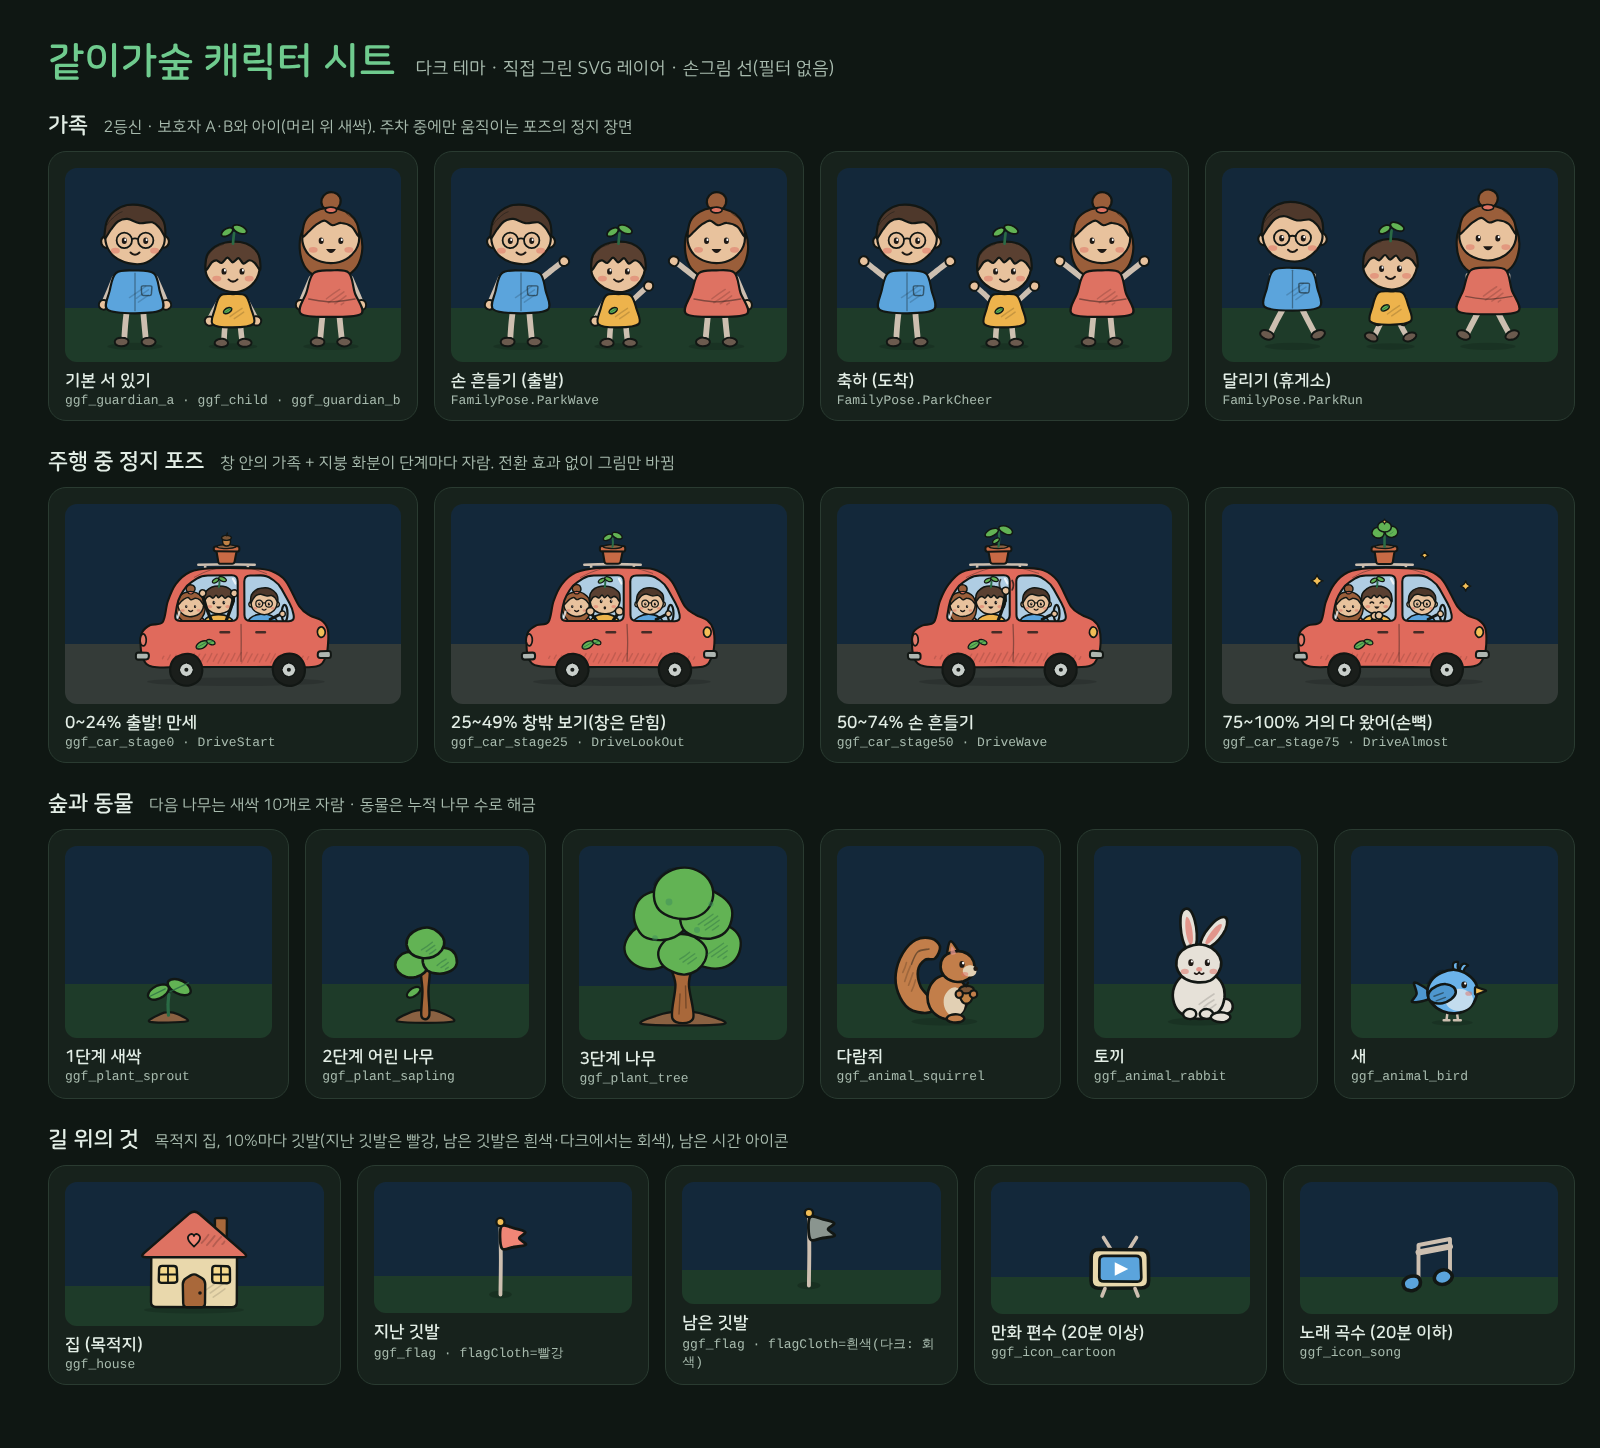 같이가숲 캐릭터 시트 다크 테마 · 직접 그린 SVG 레이어 · 손그림 선(필터 없음)
가족 2등신 · 보호자 A·B와 아이(머리 위 새싹). 주차 중에만 움직이는 포즈의 정지 장면
기본 서 있기
ggf_guardian_a · ggf_child · ggf_guardian_b
손 흔들기 (출발)
FamilyPose.ParkWave
축하 (도착)
FamilyPose.ParkCheer
달리기 (휴게소)
FamilyPose.ParkRun
주행 중 정지 포즈 창 안의 가족 + 지붕 화분이 단계마다 자람. 전환 효과 없이 그림만 바뀜
0~24% 출발! 만세
ggf_car_stage0 · DriveStart
25~49% 창밖 보기(창은 닫힘)
ggf_car_stage25 · DriveLookOut
50~74% 손 흔들기
ggf_car_stage50 · DriveWave
75~100% 거의 다 왔어(손뼉)
ggf_car_stage75 · DriveAlmost
숲과 동물 다음 나무는 새싹 10개로 자람 · 동물은 누적 나무 수로 해금
1단계 새싹
ggf_plant_sprout
2단계 어린 나무
ggf_plant_sapling
3단계 나무
ggf_plant_tree
다람쥐
ggf_animal_squirrel
토끼
ggf_animal_rabbit
새
ggf_animal_bird
길 위의 것 목적지 집, 10%마다 깃발(지난 깃발은 빨강, 남은 깃발은 흰색·다크에서는 회색), 남은 시간 아이콘
집 (목적지)
ggf_house
지난 깃발
ggf_flag · flagCloth=빨강
남은 깃발
ggf_flag · flagCloth=흰색(다크: 회
색)
만화 편수 (20분 이상)
ggf_icon_cartoon
노래 곡수 (20분 이하)
ggf_icon_song